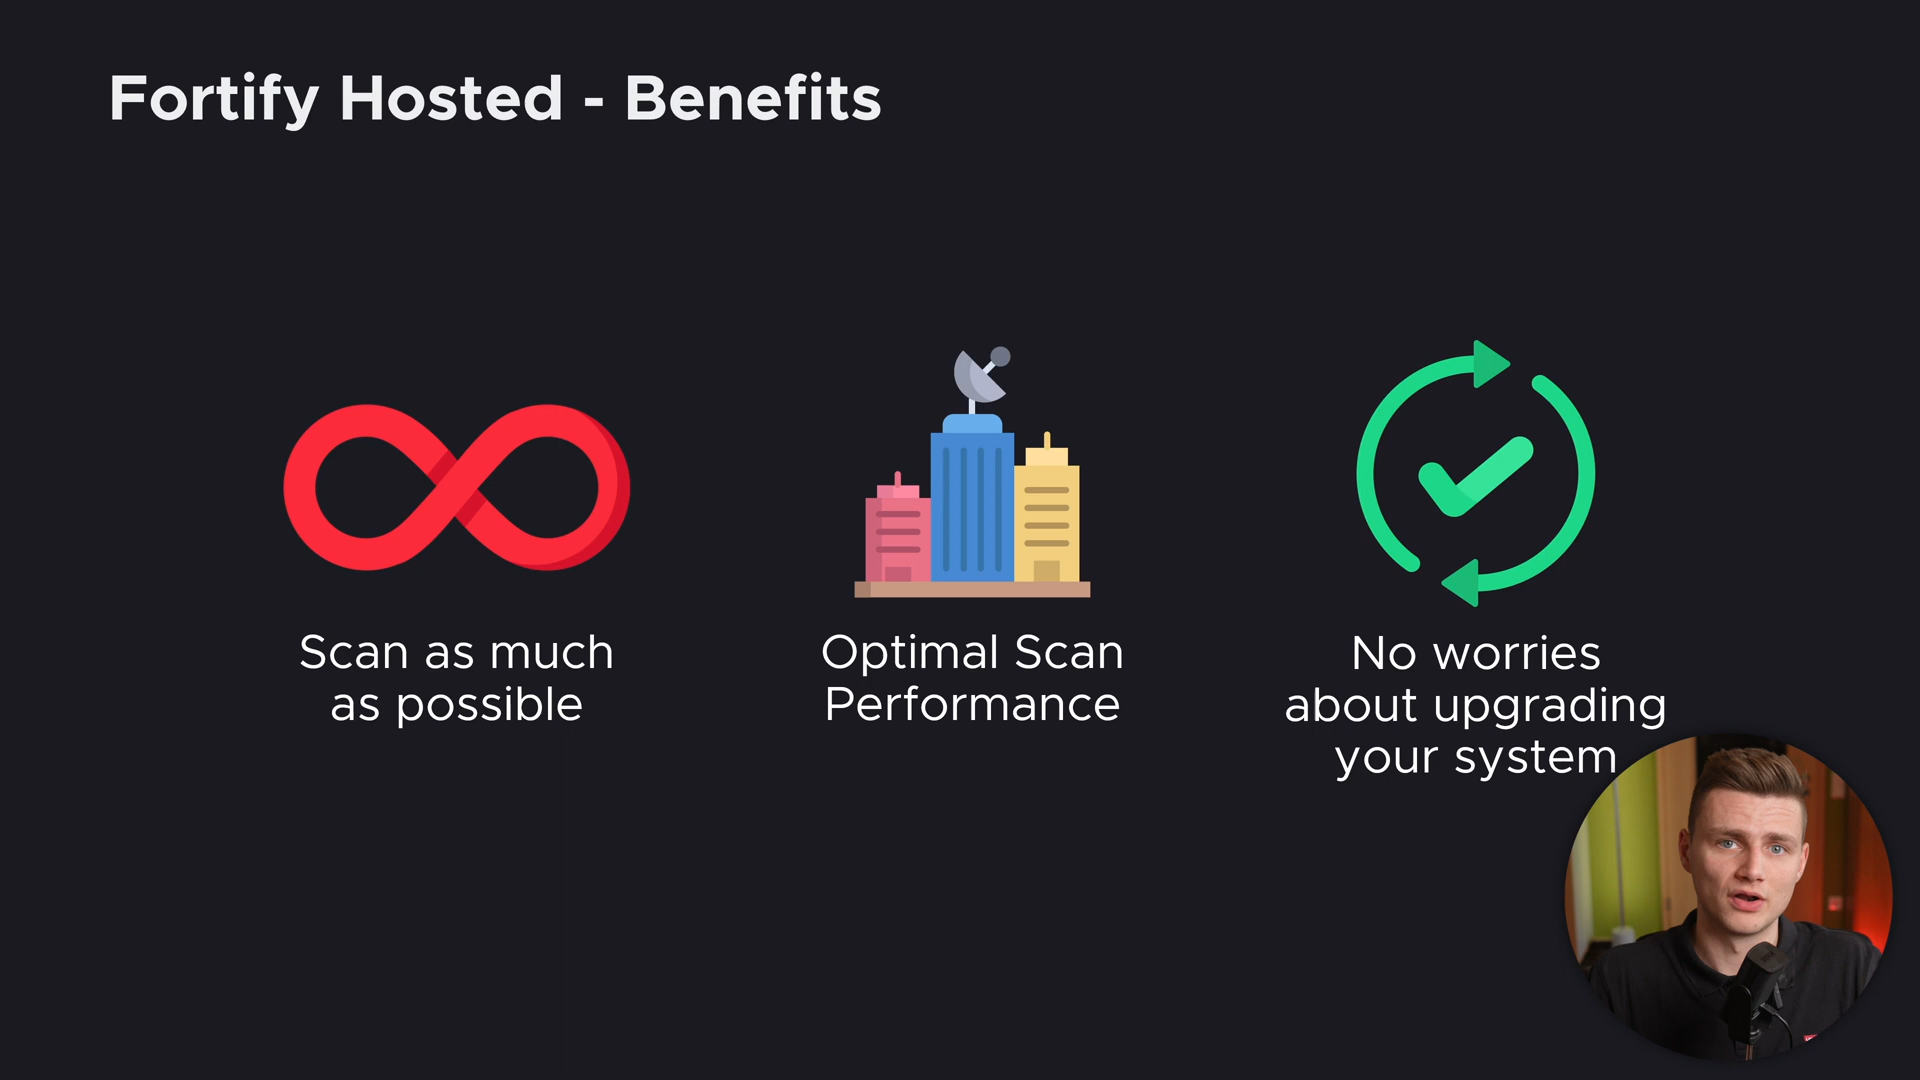 Fortify Hosted - Benefits
Scan as much
as possible
Optimal Scan
Performance
No worries
about upgrading
your system